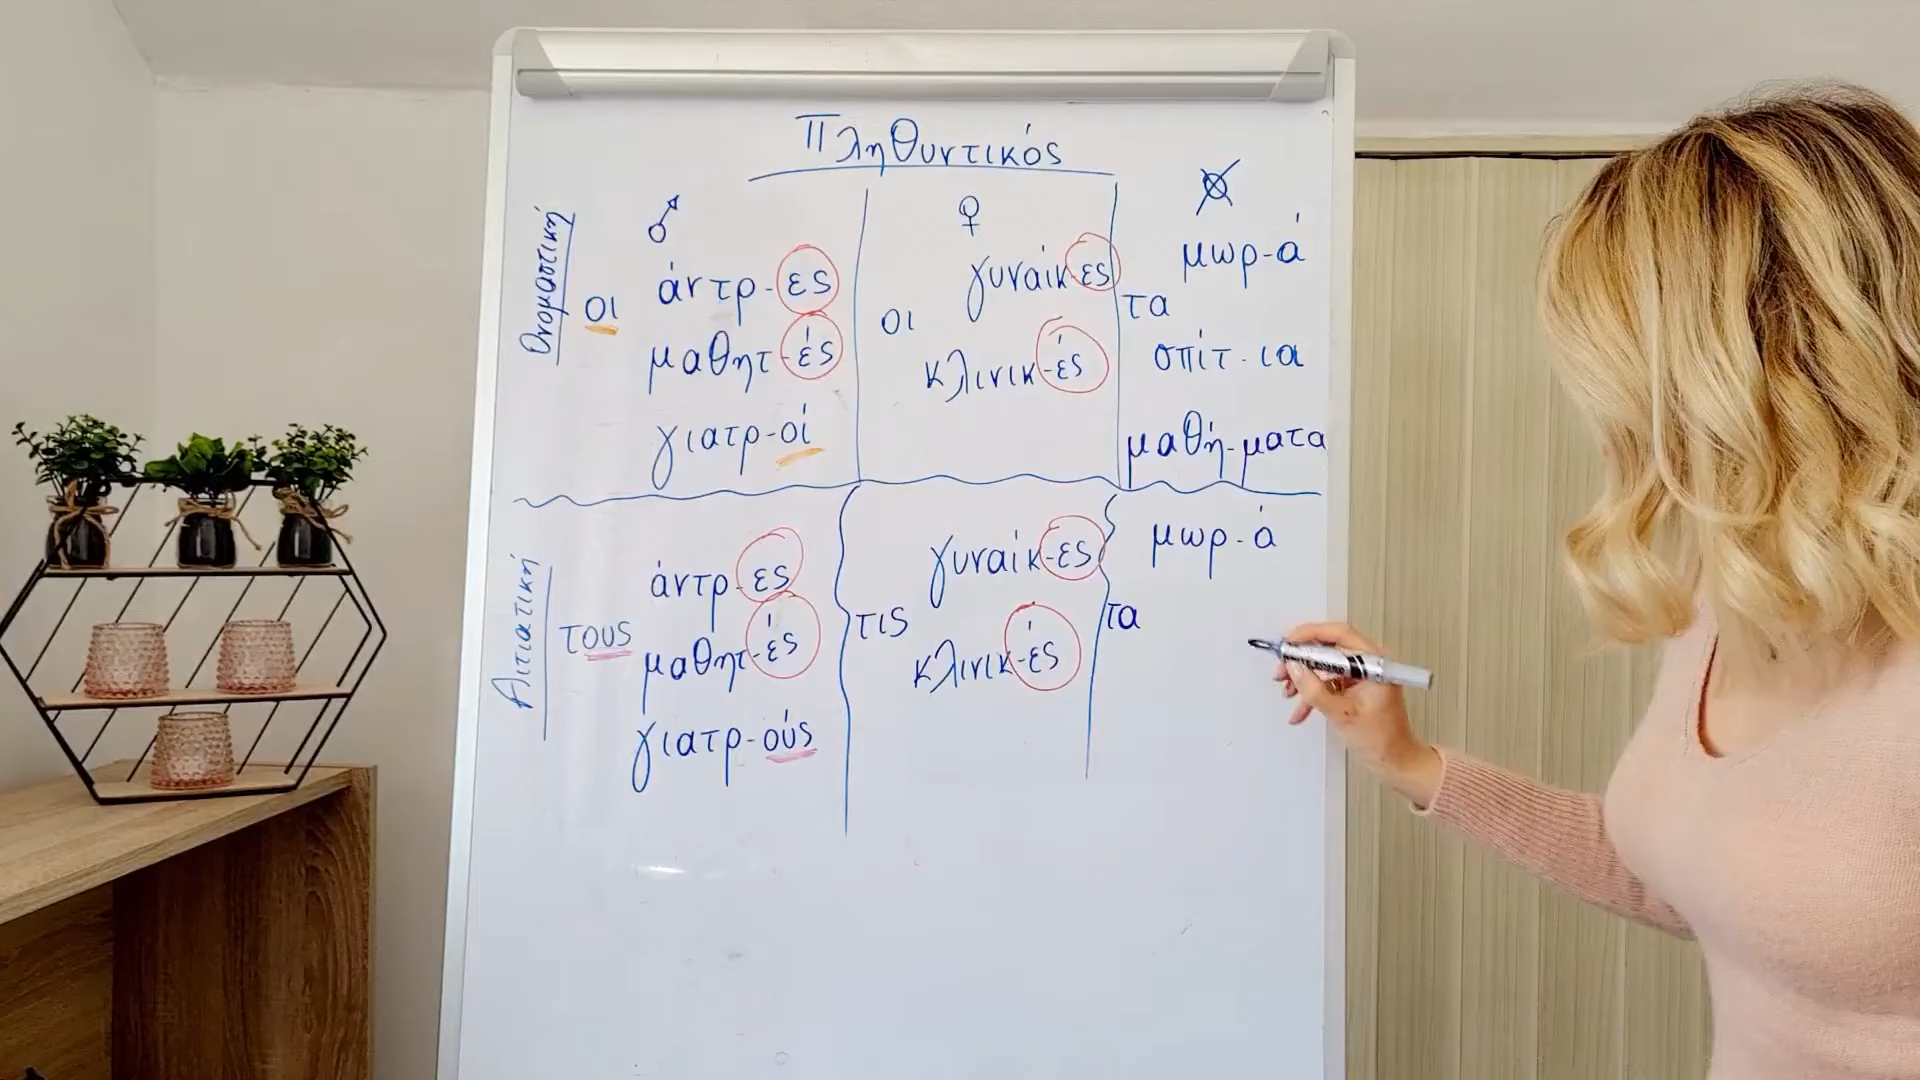 Πληθυντικός
Ονομαστική
οι
άντρ-ες
μαθητ-ές
γιατρ-οί
οι
γυναίκ-ες
κλινικ-ές
τα
μωρ-ά
σπίτ-ια
μαθή-ματα
Αιτιατική
τους
άντρ-ες
μαθητ-ές
γιατρ-ούς
τις
γυναίκ-ες
κλινικ-ές
τα
μωρ-ά